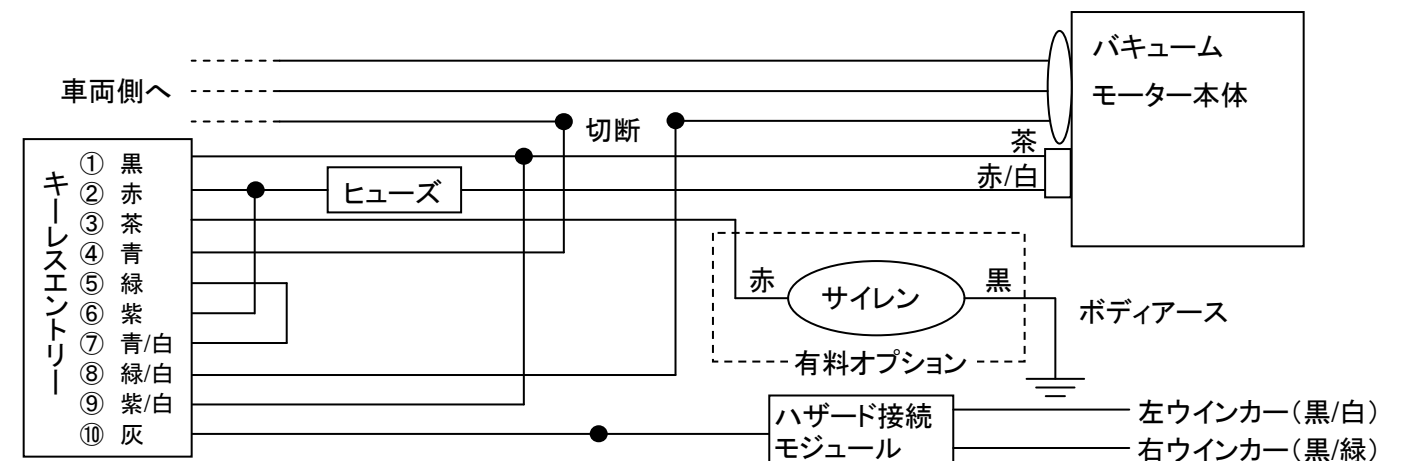 バキューム
モーター本体
車両側へ
切断
茶
赤/白
キーレスエントリー
① 黒
② 赤
③ 茶
④ 青
⑤ 緑
⑥ 紫
⑦ 青/白
⑧ 緑/白
⑨ 紫/白
⑩ 灰
ヒューズ
赤
サイレン
黒
ボディアース
有料オプション
ハザード接続
モジュール
左ウインカー(黒/白)
右ウインカー(黒/緑)